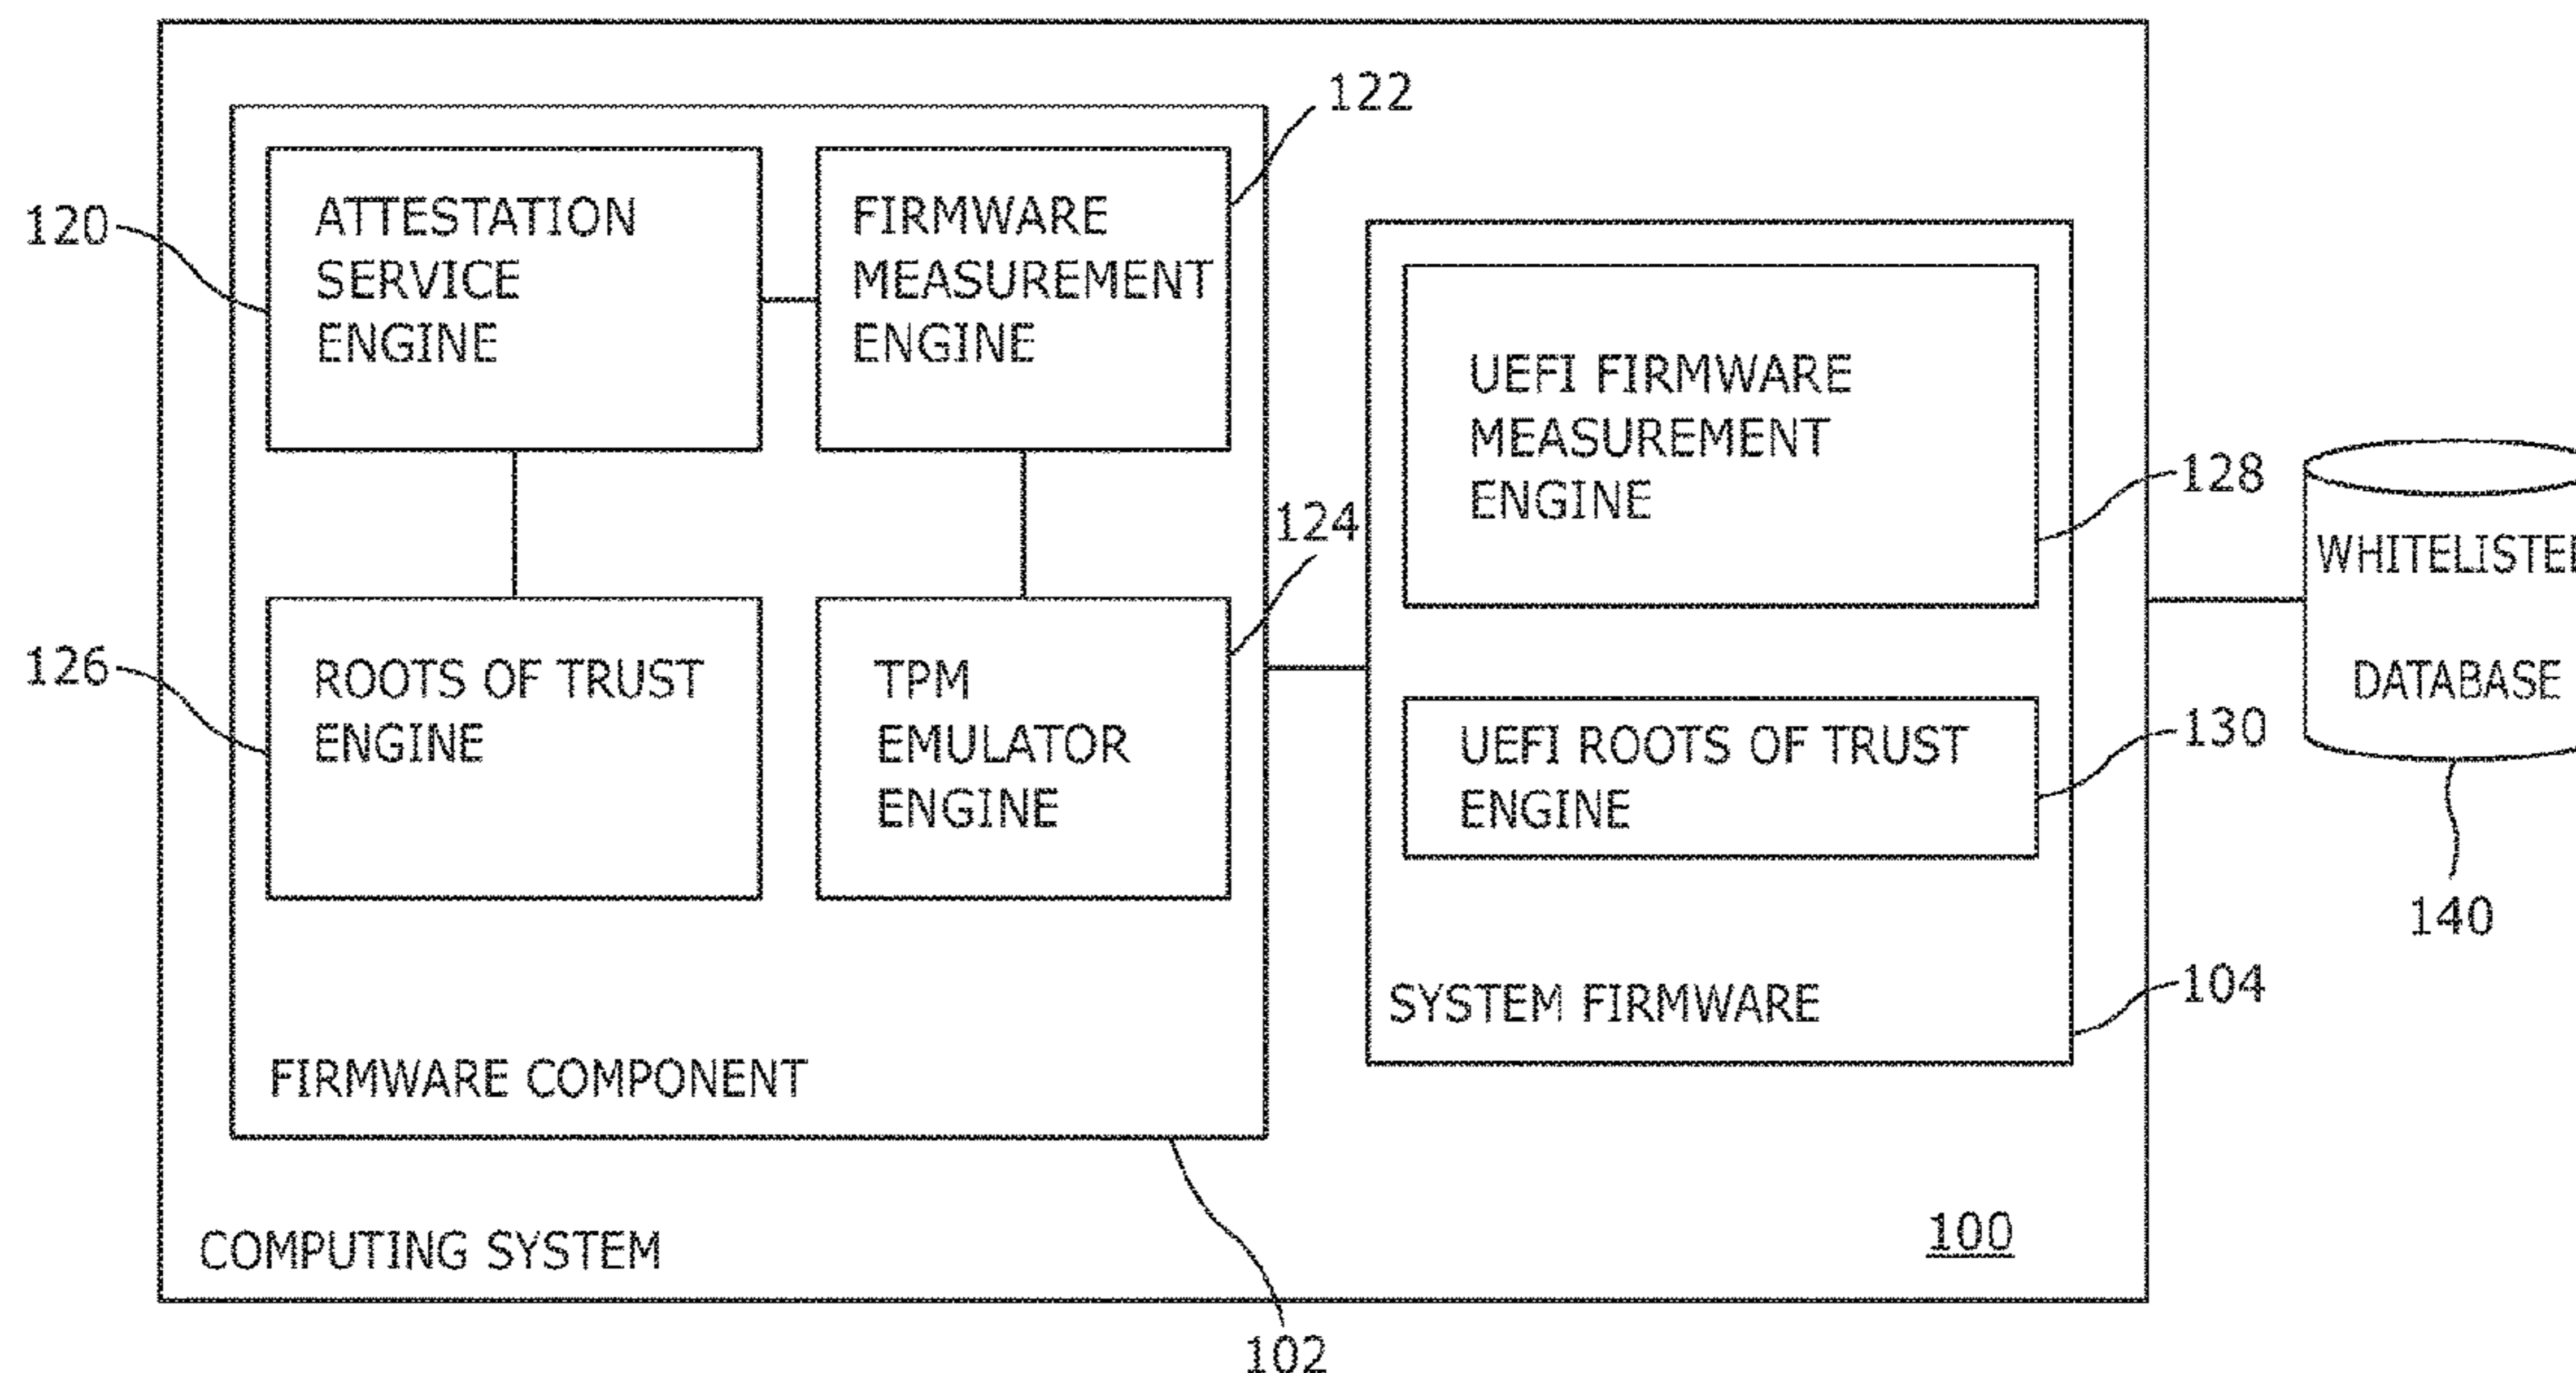 122
120
ATTESTATION
SERVICE
ENGINE
FIRMWARE
MEASUREMENT
ENGINE
UEFI FIRMWARE
MEASUREMENT
ENGINE
128
124
126
ROOTS OF TRUST
ENGINE
TPM
EMULATOR
ENGINE
UEFI ROOTS OF TRUST
ENGINE
130
DATABASE
140
SYSTEM FIRMWARE
104
FIRMWARE COMPONENT
COMPUTING SYSTEM
100
102